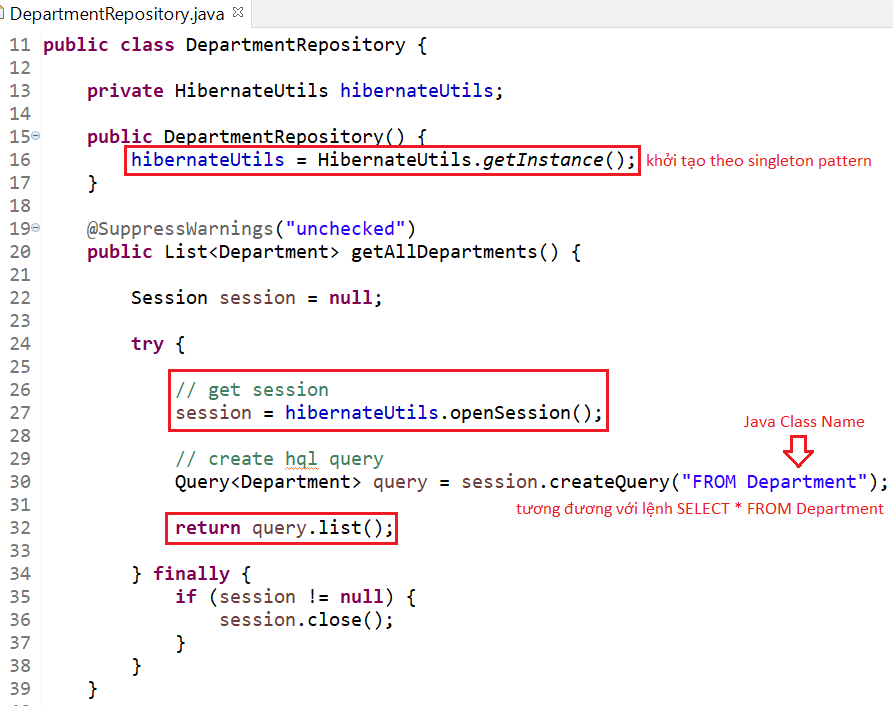 DepartmentRepository.java
11 public class DepartmentRepository {
12
13 private HibernateUtils hibernateUtils;
14
15 public DepartmentRepository() {
16 hibernateUtils = HibernateUtils.getInstance(); khởi tạo theo singleton pattern
17 }
18
19 @SuppressWarnings("unchecked")
20 public List<Department> getAllDepartments() {
21
22 Session session = null;
23
24 try {
25
26 // get session
27 session = hibernateUtils.openSession();
28
Java Class Name
29 // create hql query
30 Query<Department> query = session.createQuery("FROM Department");
31
tương đương với lệnh SELECT * FROM Department
32 return query.list();
33
34 } finally {
35 if (session != null) {
36 session.close();
37 }
38 }
39 }